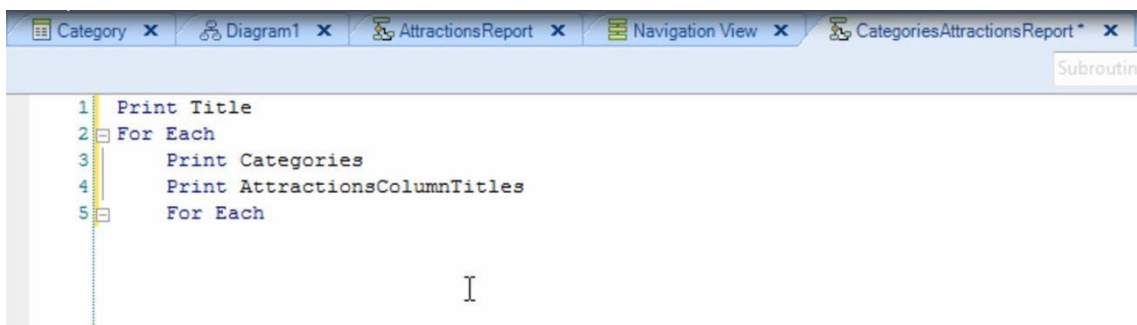 Category x Diagram1 x AttractionsReport x Navigation View x CategoriesAttractionsReport * x
Subroutin
1 Print Title
2 For Each
3 Print Categories
4 Print AttractionsColumnTitles
5 For Each